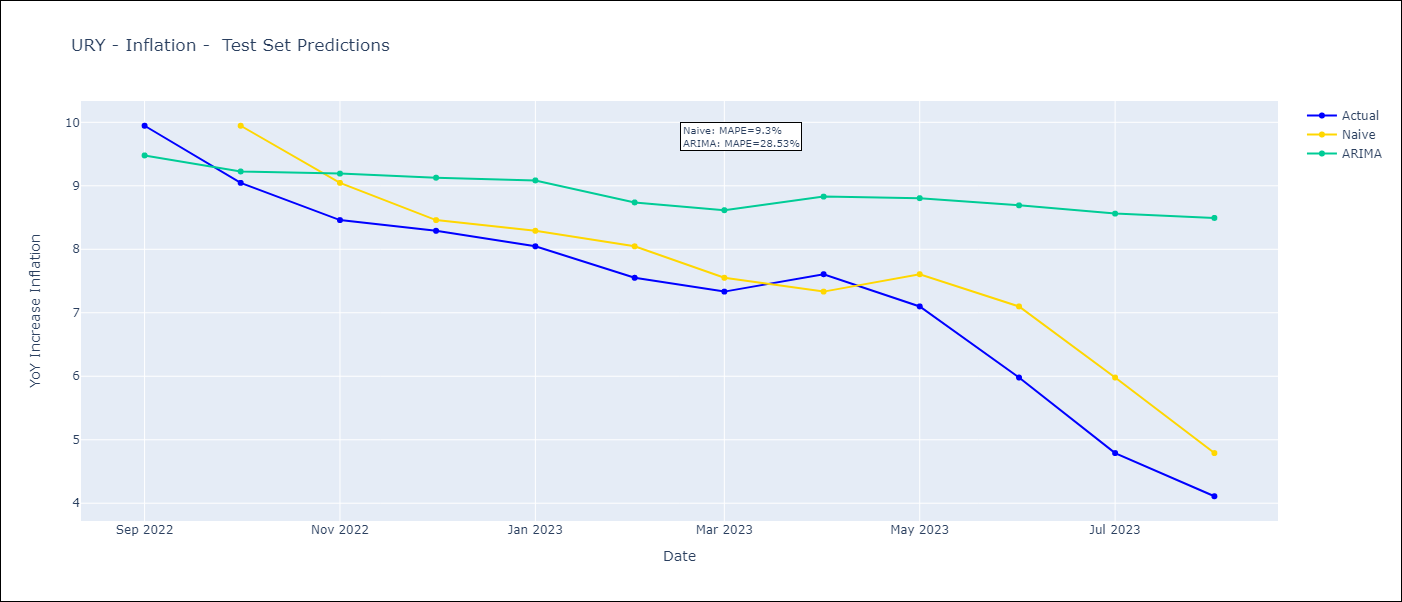 URY - Inflation -  Test Set Predictions
Actual
Naive
ARIMA
Naive: MAPE=9.3%
ARIMA: MAPE=28.53%
YoY Increase Inflation
10
9
8
7
6
5
4
Sep 2022
Nov 2022
Jan 2023
Mar 2023
May 2023
Jul 2023
Date